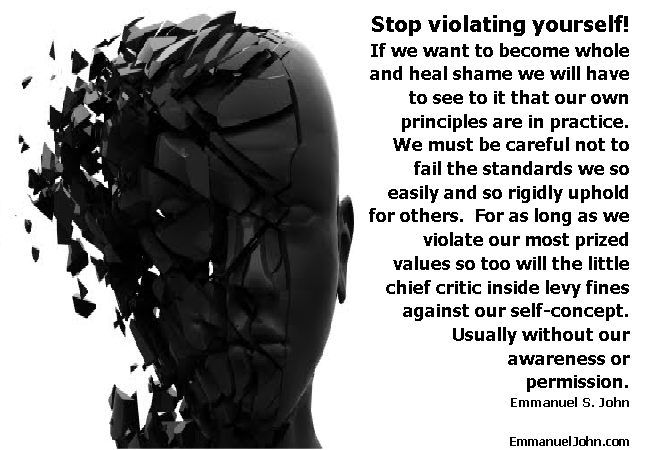 Stop violating yourself!
If we want to become whole
and heal shame we will have
to see to it that our own
principles are in practice.
We must be careful not to
fail the standards we so
easily and so rigidly uphold
for others.  For as long as we
violate our most prized
values so too will the little
chief critic inside levy fines
against our self-concept.
Usually without our
awareness or
permission.
Emmanuel S. John
EmmanuelJohn.com